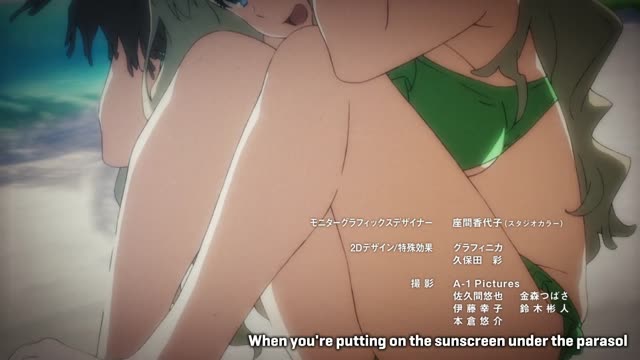 モニターグラフィックスデザイナー 座間香代子(スタジオカラー)
2Dデザイン/特殊効果 グラフィニカ
久保田 彩
撮影 A-1 Pictures
佐久間悠也 金森つばさ
伊藤幸子 鈴木彬人
本倉悠介
When you're putting on the sunscreen under the parasol